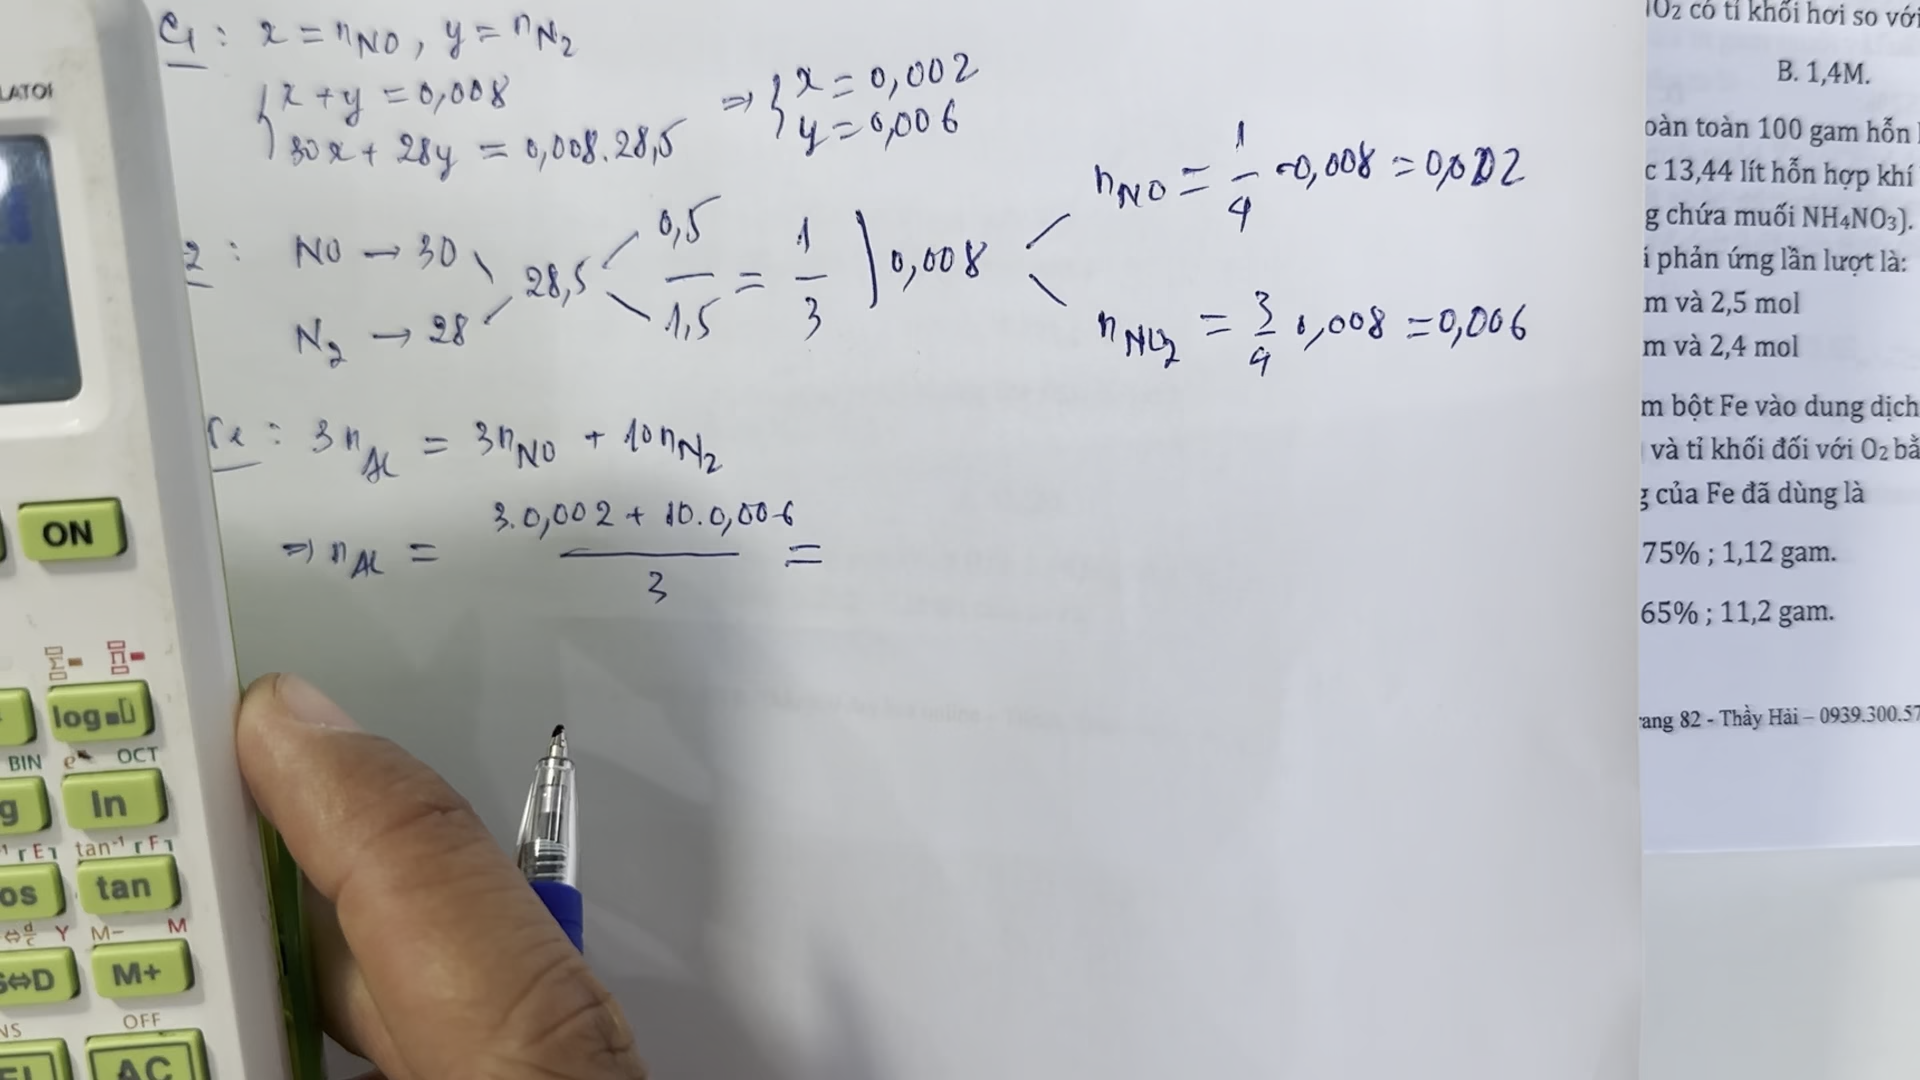 C1 : x = nNO , y = nN2
x + y = 0,008
30x + 28y = 0,008.28,5
⇒ { x = 0,002
y = 0,006
2 : NO → 30
N2 → 28
28,5
0,5
1,5
= 1/3
0,008
nNO = 1/4 . 0,008 = 0,002
nNO2 = 3/4 0,008 = 0,006
: 3nAl = 3nNO + 10nN2
⇒ nAl = (3.0,002 + 10.0,006)/3 =
ON
log
BIN e OCT
g
ln
tan⁻¹ F
os
tan
Y M– M
S⇔D
M+
OFF
AC
O2 có tỉ khối hơi so với
B. 1,4M.
oàn toàn 100 gam hỗn
c 13,44 lít hỗn hợp khí
g chứa muối NH4NO3).
i phản ứng lần lượt là:
m và 2,5 mol
m và 2,4 mol
m bột Fe vào dung dịch
và tỉ khối đối với O2 bằ
g của Fe đã dùng là
75% ; 1,12 gam.
65% ; 11,2 gam.
rang 82 - Thầy Hải – 0939.300.57